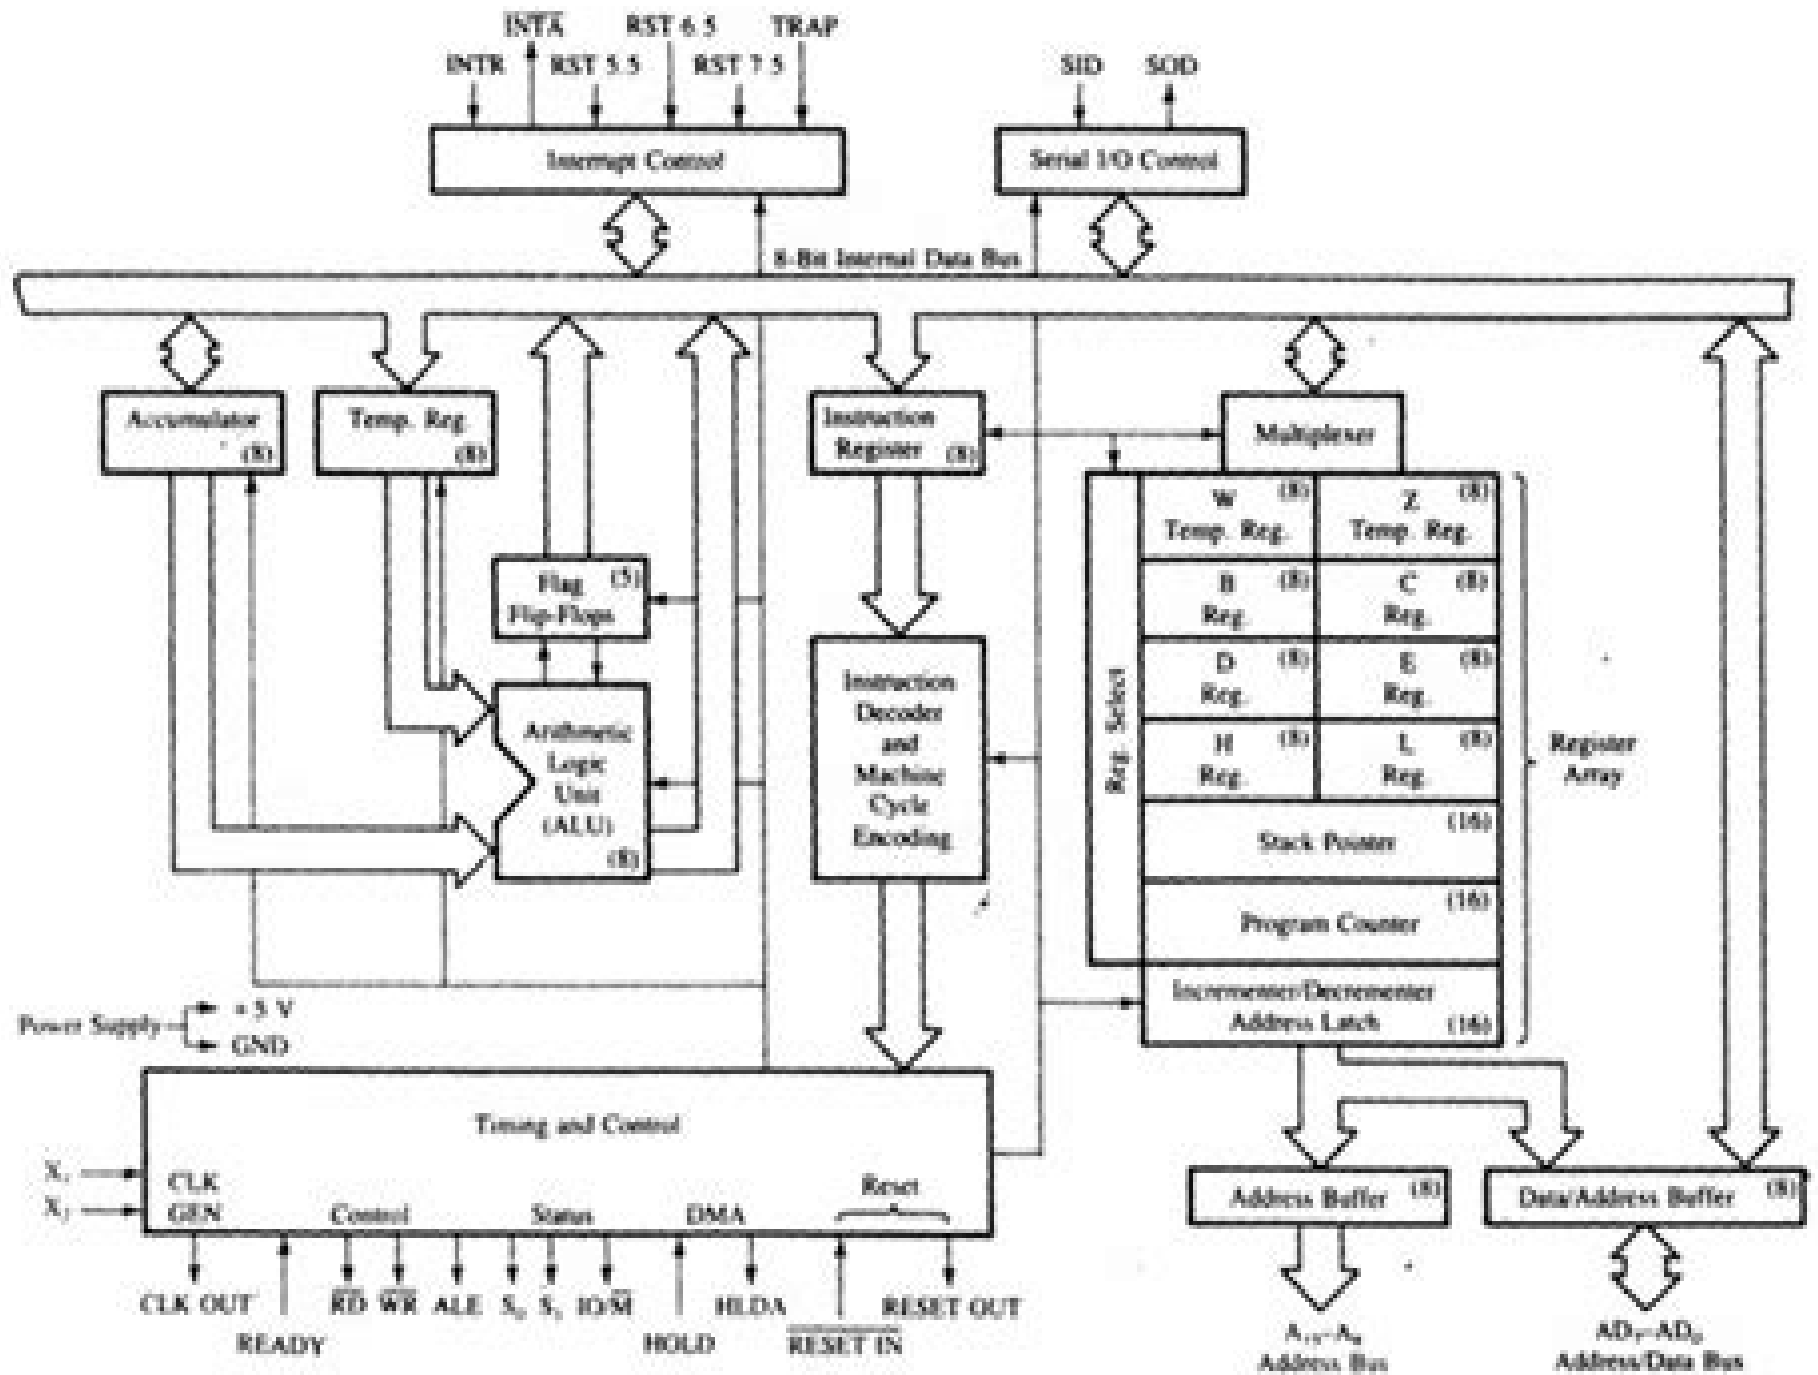 INTA
RST 6.5
TRAP
INTR
RST 5.5
RST 7.5
SID
SOD
Interrupt Control
Serial I/O Control
8-Bit Internal Data Bus
Accumulator
(8)
Temp. Reg.
(8)
Instruction
Register
(8)
Multiplexer
Flag
Flip-Flops
(5)
Arithmetic
Logic
Unit
(ALU)
(8)
Instruction
Decoder
and
Machine
Cycle
Encoding
Reg. Select
W (8)
Temp. Reg.
Z (8)
Temp. Reg.
B (8)
Reg.
C (8)
Reg.
D (8)
Reg.
E (8)
Reg.
H (8)
Reg.
L (8)
Reg.
Stack Pointer
(16)
Program Counter
(16)
Incrementer/Decrementer
Address Latch
(16)
Register
Array
Power Supply
+5 V
GND
Timing and Control
X₁
X₂
CLK
GEN
Control
Status
DMA
Reset
CLK OUT
READY
RD
WR
ALE
S₀
S₁
IO/M
HOLD
HLDA
RESET IN
RESET OUT
Address Buffer (8)
Data/Address Buffer (8)
A₁₅–A₈
Address Bus
AD₇–AD₀
Address/Data Bus